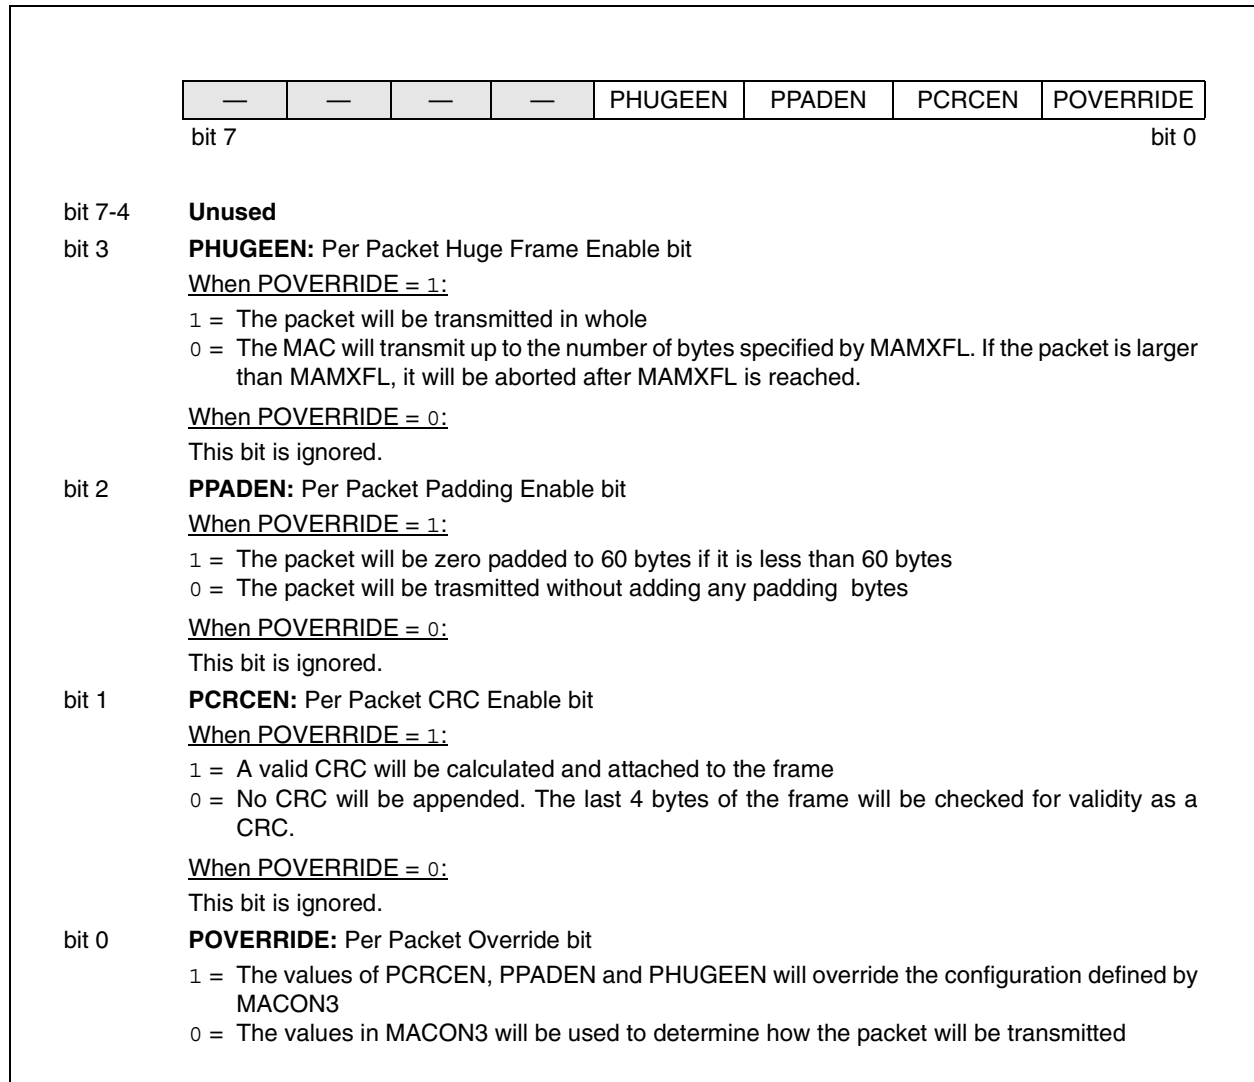 — — — — PHUGEEN PPADEN PCRCEN POVERRIDE
bit 7 bit 0
bit 7-4 Unused
bit 3 PHUGEEN: Per Packet Huge Frame Enable bit
When POVERRIDE = 1:
1 = The packet will be transmitted in whole
0 = The MAC will transmit up to the number of bytes specified by MAMXFL. If the packet is larger
than MAMXFL, it will be aborted after MAMXFL is reached.
When POVERRIDE = 0:
This bit is ignored.
bit 2 PPADEN: Per Packet Padding Enable bit
When POVERRIDE = 1:
1 = The packet will be zero padded to 60 bytes if it is less than 60 bytes
0 = The packet will be trasmitted without adding any padding bytes
When POVERRIDE = 0:
This bit is ignored.
bit 1 PCRCEN: Per Packet CRC Enable bit
When POVERRIDE = 1:
1 = A valid CRC will be calculated and attached to the frame
0 = No CRC will be appended. The last 4 bytes of the frame will be checked for validity as a
CRC.
When POVERRIDE = 0:
This bit is ignored.
bit 0 POVERRIDE: Per Packet Override bit
1 = The values of PCRCEN, PPADEN and PHUGEEN will override the configuration defined by
MACON3
0 = The values in MACON3 will be used to determine how the packet will be transmitted